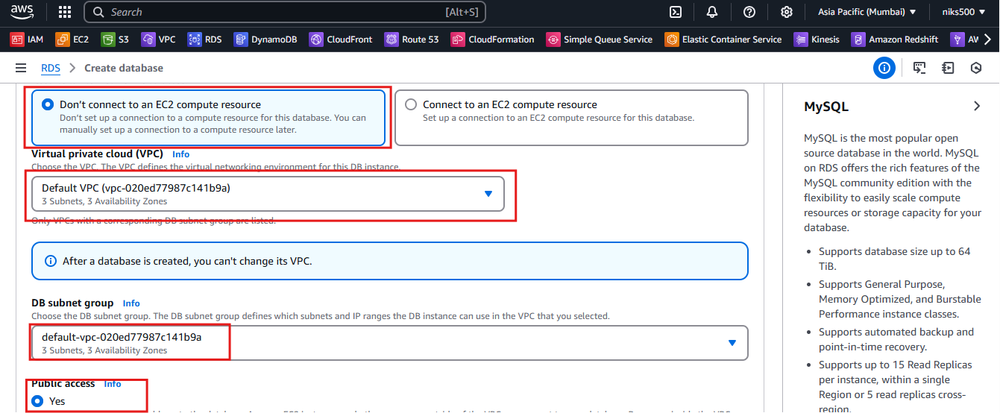 aws
Search
[Alt+S]
Asia Pacific (Mumbai)
niks500
IAM
EC2
S3
VPC
RDS
DynamoDB
CloudFront
Route 53
CloudFormation
Simple Queue Service
Elastic Container Service
Kinesis
Amazon Redshift
RDS
Create database
Don't connect to an EC2 compute resource
Don't set up a connection to a compute resource for this database. You can
manually set up a connection to a compute resource later.
Connect to an EC2 compute resource
Set up a connection to an EC2 compute resource for this database.
Virtual private cloud (VPC) Info
Choose the VPC. The VPC defines the virtual networking environment for this DB instance.
Default VPC (vpc-020ed77987c141b9a)
3 Subnets, 3 Availability Zones
Only VPCs with a corresponding DB subnet group are listed.
After a database is created, you can't change its VPC.
DB subnet group Info
Choose the DB subnet group. The DB subnet group defines which subnets and IP ranges the DB instance can use in the VPC that you selected.
default-vpc-020ed77987c141b9a
3 Subnets, 3 Availability Zones
Public access Info
Yes
MySQL
MySQL is the most popular open
source database in the world. MySQL
on RDS offers the rich features of the
MySQL community edition with the
flexibility to easily scale compute
resources or storage capacity for your
database.
• Supports database size up to 64
TiB.
• Supports General Purpose,
Memory Optimized, and Burstable
Performance instance classes.
• Supports automated backup and
point-in-time recovery.
• Supports up to 15 Read Replicas
per instance, within a single
Region or 5 read replicas cross-
region.